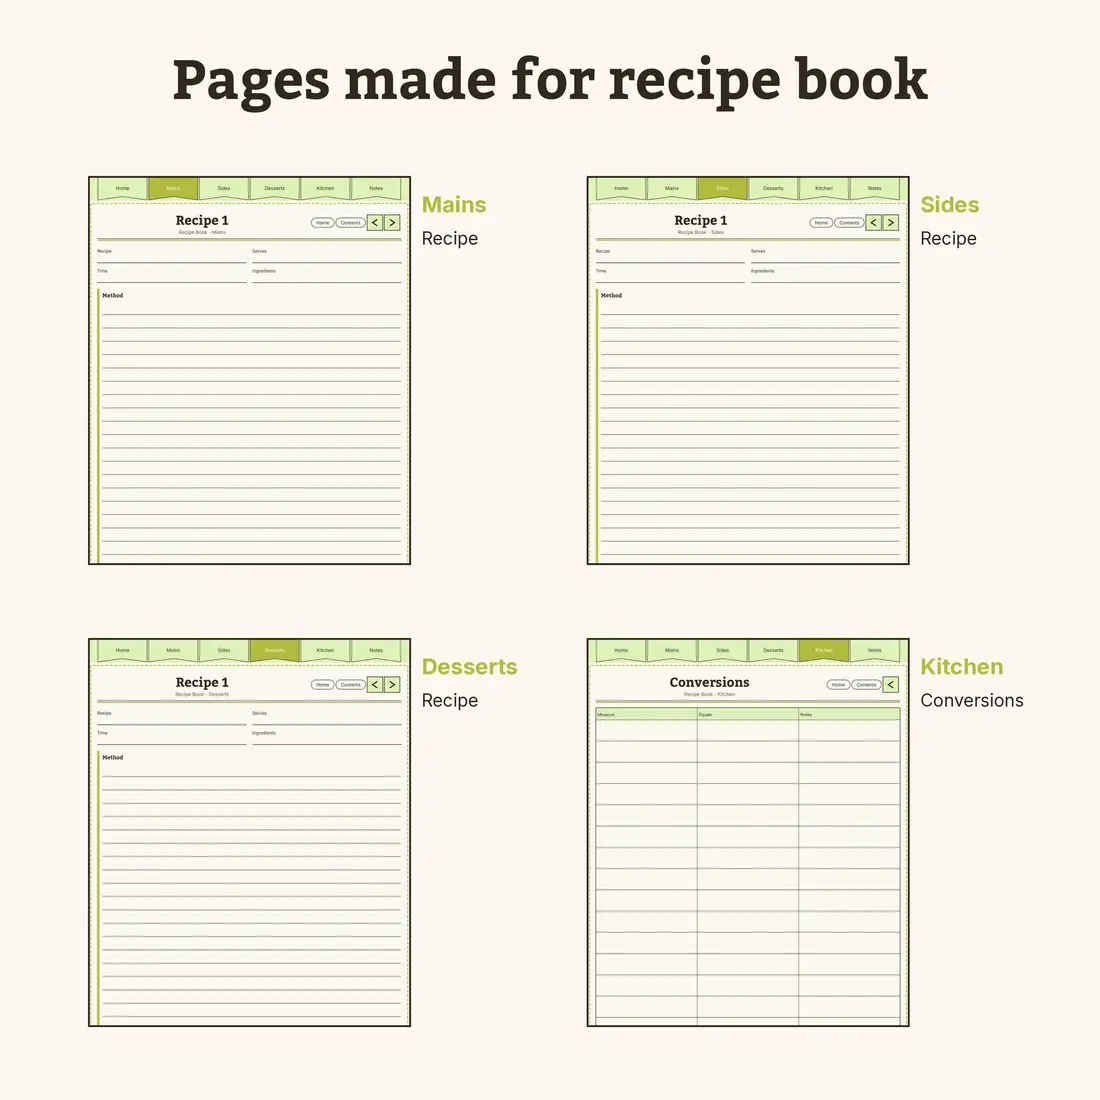 Pages made for recipe book
Home Mains Sides Desserts Kitchen Notes
Recipe 1
Recipe Book - Mains
Home Contents < >
Recipe Serves
Time Ingredients
Method
Mains
Recipe
Home Mains Sides Desserts Kitchen Notes
Recipe 1
Recipe Book - Sides
Home Contents < >
Recipe Serves
Time Ingredients
Method
Sides
Recipe
Home Mains Sides Desserts Kitchen Notes
Recipe 1
Recipe Book - Desserts
Home Contents < >
Recipe Serves
Time Ingredients
Method
Desserts
Recipe
Home Mains Sides Desserts Kitchen Notes
Conversions
Recipe Book - Kitchen
Home Contents <
Measure Equals Notes
Kitchen
Conversions